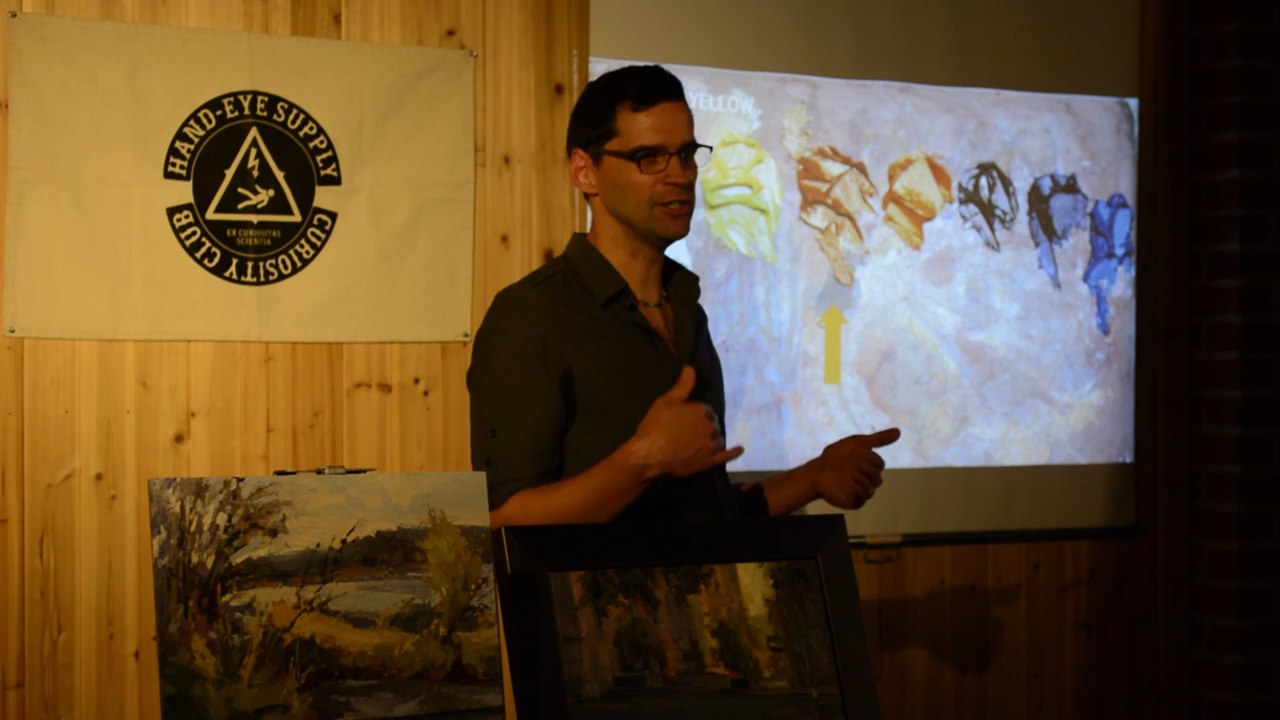 HAND-EYE SUPPLY
EX CURIOSITAS
SCIENTIA
CURIOSITY CLUB
YELLOW